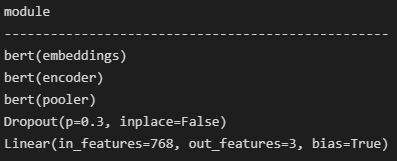 module
--------------------------------------------------
bert(embeddings)
bert(encoder)
bert(pooler)
Dropout(p=0.3, inplace=False)
Linear(in_features=768, out_features=3, bias=True)